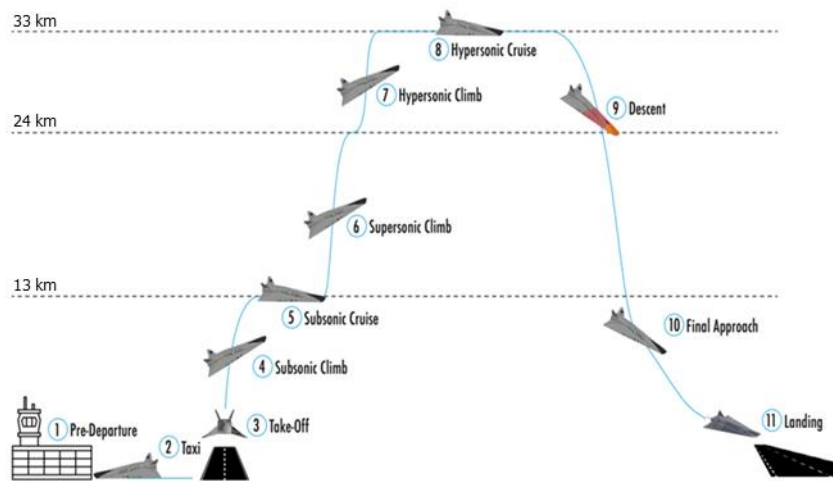 33 km
8 Hypersonic Cruise
7 Hypersonic Climb
9 Descent
24 km
6 Supersonic Climb
13 km
5 Subsonic Cruise
10 Final Approach
4 Subsonic Climb
1 Pre-Departure
2 Taxi
3 Take-Off
11 Landing